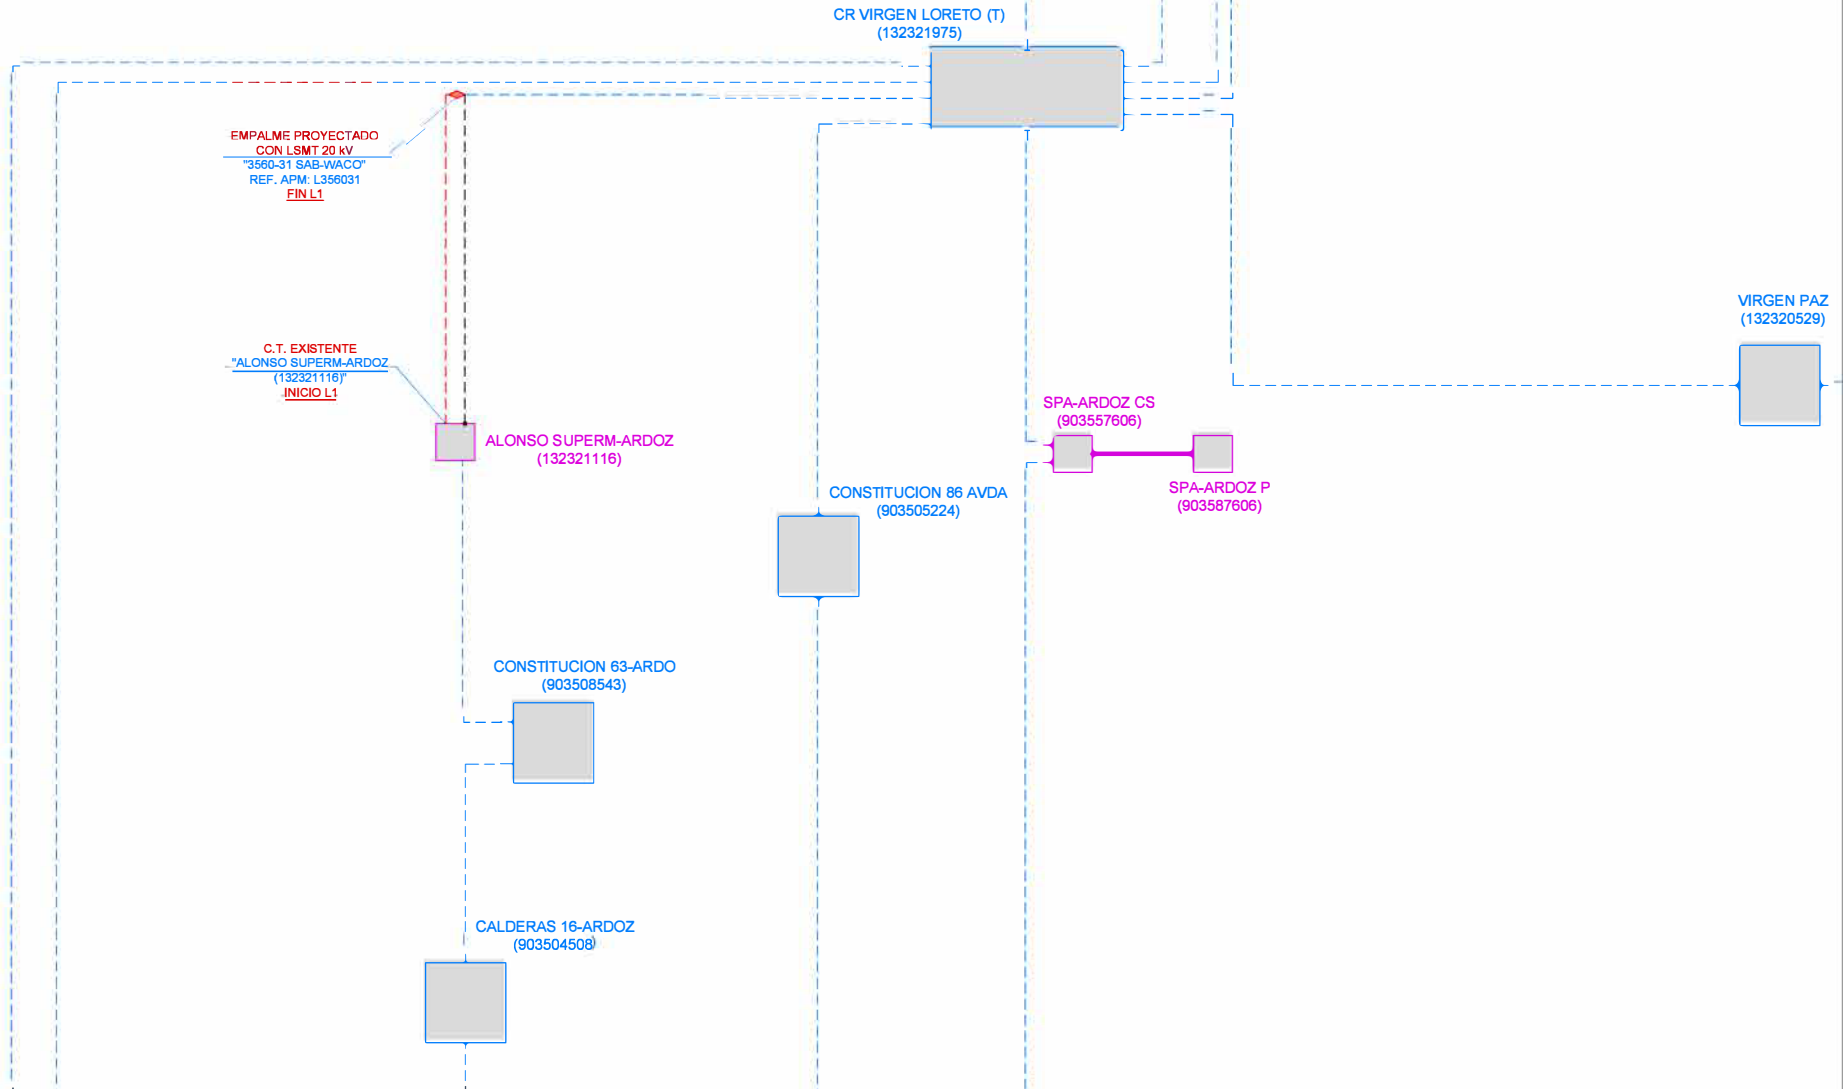 CR VIRGEN LORETO (T)
(132321975)
EMPALME PROYECTADO
CON LSMT 20 kV
"3560-31 SAB-WACO"
REF. APM: L356031
FIN L1
VIRGEN PAZ
(132320529)
C.T. EXISTENTE
"ALONSO SUPERM-ARDOZ
(132321116)"
INICIO L1
SPA-ARDOZ CS
(903557606)
ALONSO SUPERM-ARDOZ
(132321116)
SPA-ARDOZ P
(903587606)
CONSTITUCION 86 AVDA
(903505224)
CONSTITUCION 63-ARDO
(903508543)
CALDERAS 16-ARDOZ
(903504508)